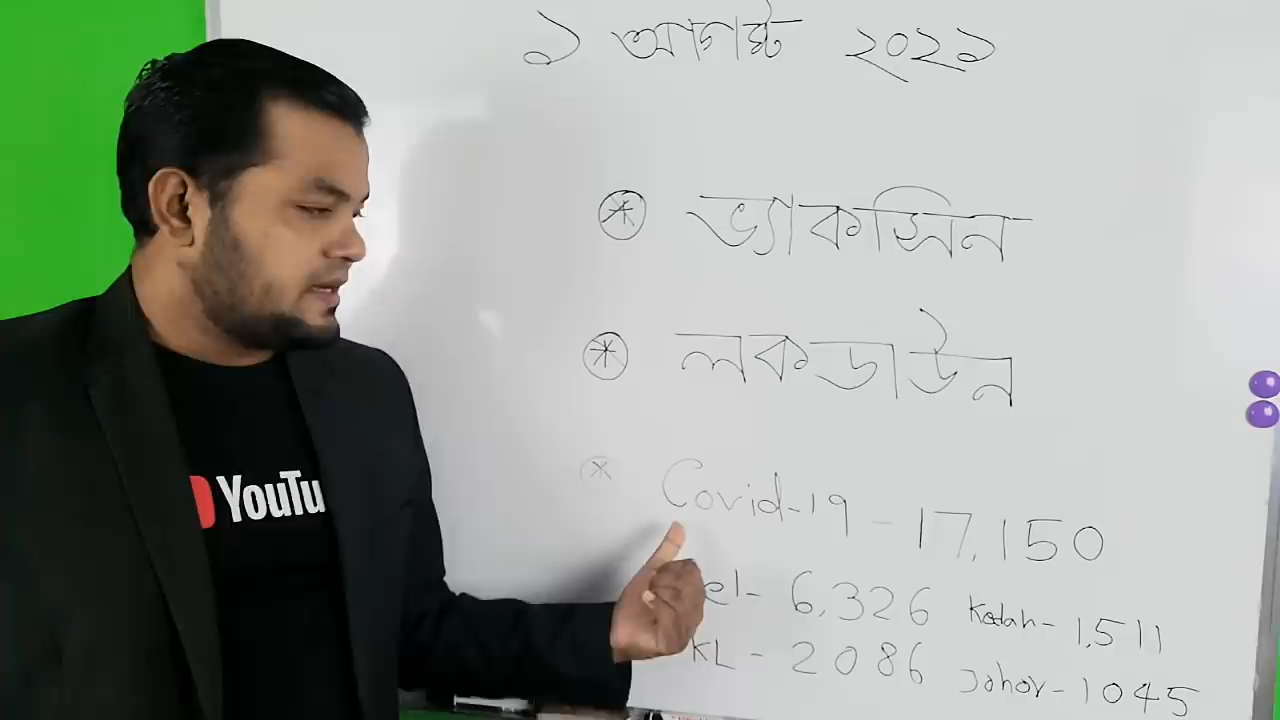 ১ আগষ্ট ২০২১
* ভ্যাকসিন
* লকডাউন
* Covid-19 - 17,150
el- 6,326 Kedah- 1,511
KL - 2086 Johor- 1045
YouTu